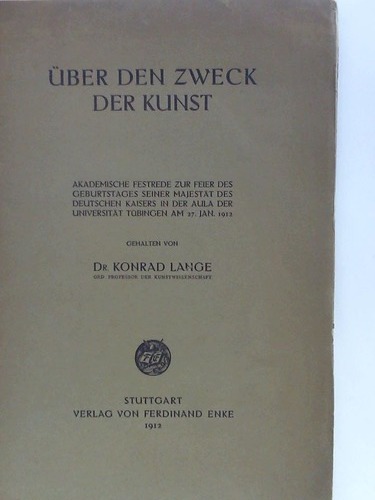 ÜBER DEN ZWECK
DER KUNST
AKADEMISCHE FESTREDE ZUR FEIER DES
GEBURTSTAGES SEINER MAJESTÄT DES
DEUTSCHEN KAISERS IN DER AULA DER
UNIVERSITÄT TÜBINGEN AM 27. JAN. 1912
GEHALTEN VON
DR. KONRAD LANGE
ORD. PROFESSOR DER KUNSTWISSENSCHAFT
STUTTGART
VERLAG VON FERDINAND ENKE
1912